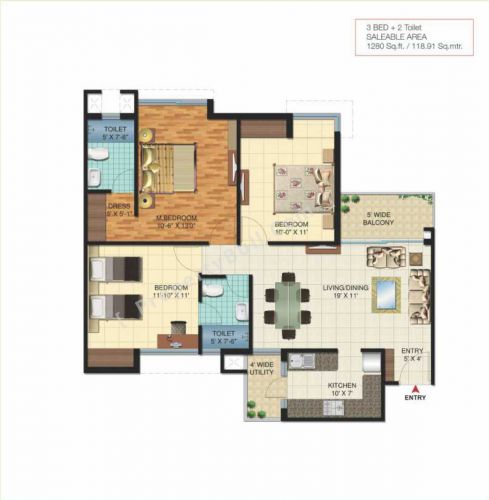 3 BED + 2 Toilet
SALEABLE AREA
1280 Sq.ft. / 118.91 Sq.mtr.
TOILET
5' X 7'-6"
DRESS
5' X 5'-1"
M.BEDROOM
10'-6" X 13'0"
BEDROOM
10'-0" X 11'
5' WIDE
BALCONY
BEDROOM
11'-10" X 11'
LIVING/DINING
19' X 11'
TOILET
5' X 7'-6"
4' WIDE
UTILITY
KITCHEN
10' X 7'
ENTRY
5' X 4'
ENTRY